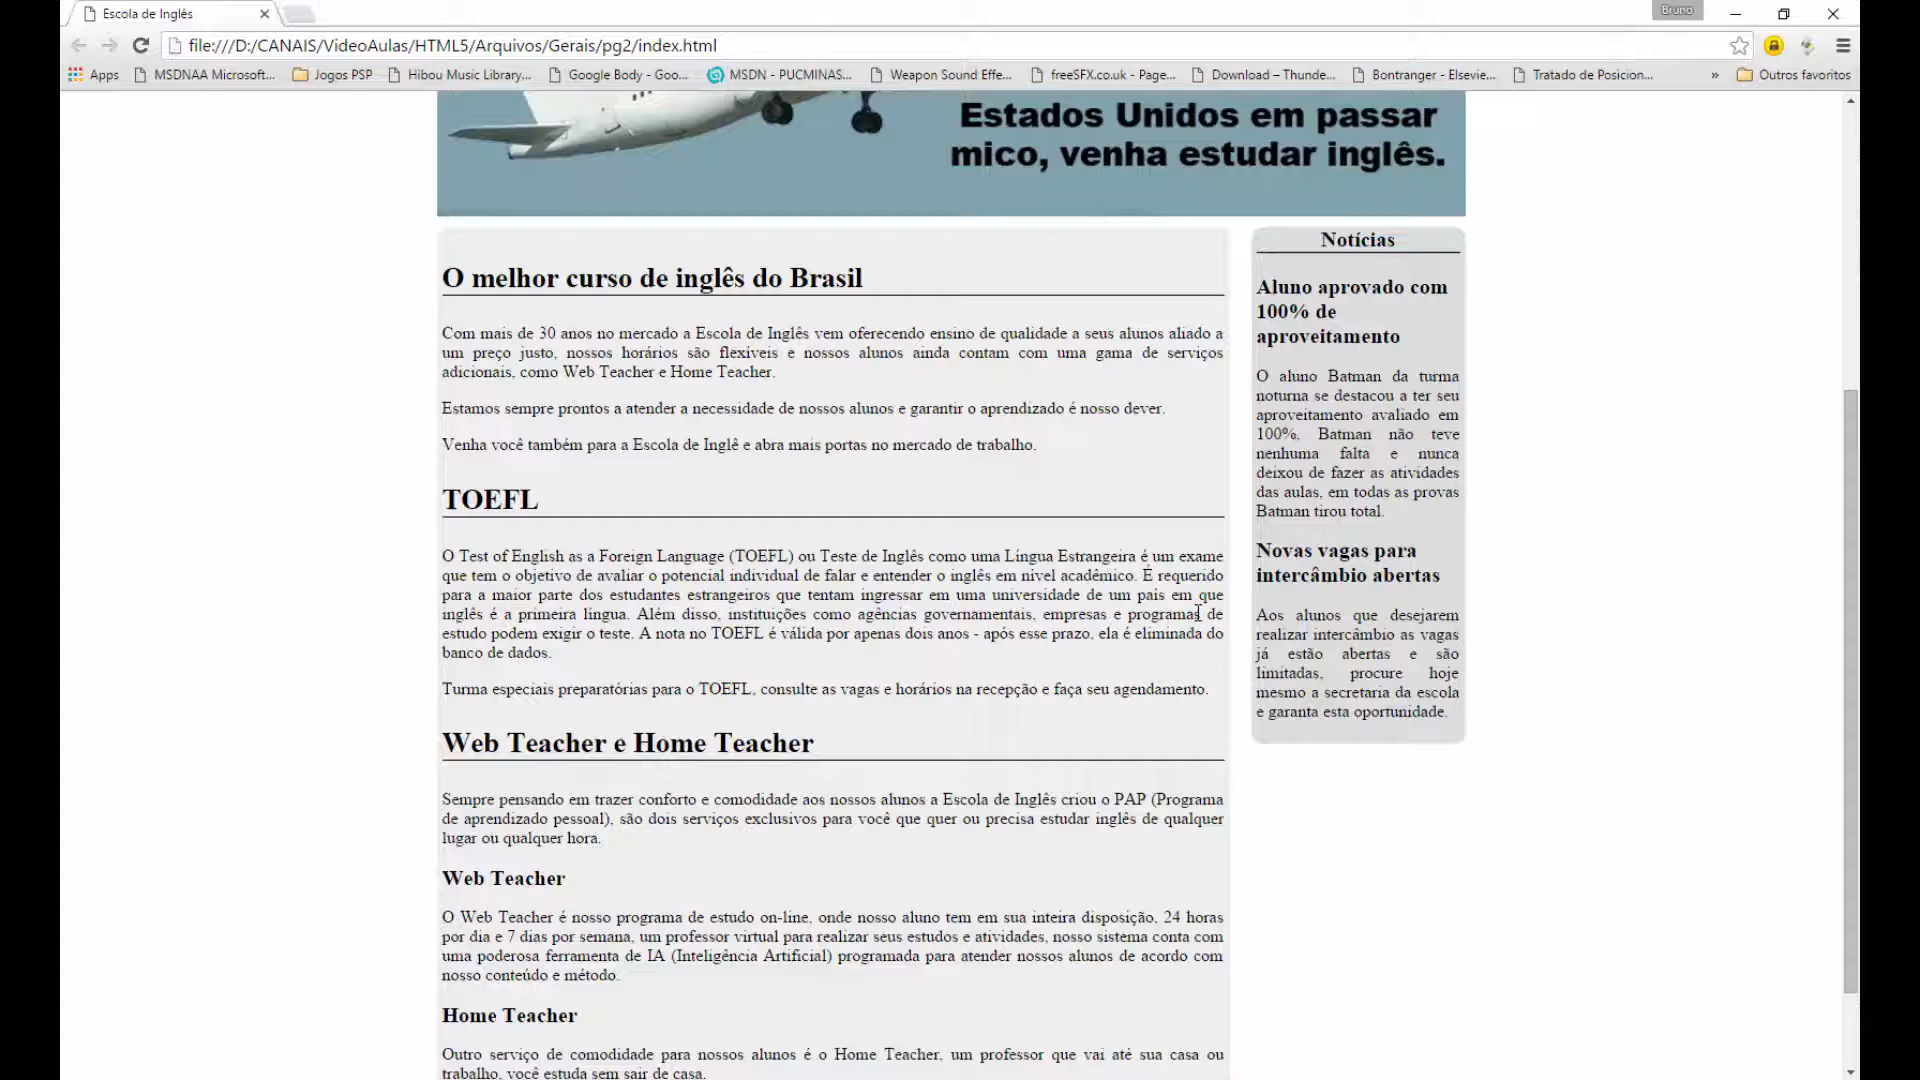 Escola de Inglês
Bruno
file:///D:/CANAIS/VideoAulas/HTML5/Arquivos/Gerais/pg2/index.html
Apps MSDNAA Microsoft... Jogos PSP Hibou Music Library... Google Body - Goo... MSDN - PUCMINAS... Weapon Sound Effe... freeSFX.co.uk - Page... Download – Thunde... Bontranger - Elsevie... Tratado de Posicion... » Outros favoritos
Estados Unidos em passar
mico, venha estudar inglês.
O melhor curso de inglês do Brasil
Com mais de 30 anos no mercado a Escola de Inglês vem oferecendo ensino de qualidade a seus alunos aliado a
um preço justo, nossos horários são flexíveis e nossos alunos ainda contam com uma gama de serviços
adicionais, como Web Teacher e Home Teacher.
Estamos sempre prontos a atender a necessidade de nossos alunos e garantir o aprendizado é nosso dever.
Venha você também para a Escola de Inglê e abra mais portas no mercado de trabalho.
TOEFL
O Test of English as a Foreign Language (TOEFL) ou Teste de Inglês como uma Língua Estrangeira é um exame
que tem o objetivo de avaliar o potencial individual de falar e entender o inglês em nível acadêmico. É requerido
para a maior parte dos estudantes estrangeiros que tentam ingressar em uma universidade de um país em que
inglês é a primeira língua. Além disso, instituições como agências governamentais, empresas e programas de
estudo podem exigir o teste. A nota no TOEFL é válida por apenas dois anos - após esse prazo, ela é eliminada do
banco de dados.
Turma especiais preparatórias para o TOEFL, consulte as vagas e horários na recepção e faça seu agendamento.
Web Teacher e Home Teacher
Sempre pensando em trazer conforto e comodidade aos nossos alunos a Escola de Inglês criou o PAP (Programa
de aprendizado pessoal), são dois serviços exclusivos para você que quer ou precisa estudar inglês de qualquer
lugar ou qualquer hora.
Web Teacher
O Web Teacher é nosso programa de estudo on-line, onde nosso aluno tem em sua inteira disposição, 24 horas
por dia e 7 dias por semana, um professor virtual para realizar seus estudos e atividades, nosso sistema conta com
uma poderosa ferramenta de IA (Inteligência Artificial) programada para atender nossos alunos de acordo com
nosso conteúdo e método.
Home Teacher
Outro serviço de comodidade para nossos alunos é o Home Teacher, um professor que vai até sua casa ou
trabalho, você estuda sem sair de casa.
Notícias
Aluno aprovado com
100% de
aproveitamento
O aluno Batman da turma
noturna se destacou a ter seu
aproveitamento avaliado em
100%. Batman não teve
nenhuma falta e nunca
deixou de fazer as atividades
das aulas, em todas as provas
Batman tirou total.
Novas vagas para
intercâmbio abertas
Aos alunos que desejarem
realizar intercâmbio as vagas
já estão abertas e são
limitadas, procure hoje
mesmo a secretaria da escola
e garanta esta oportunidade.